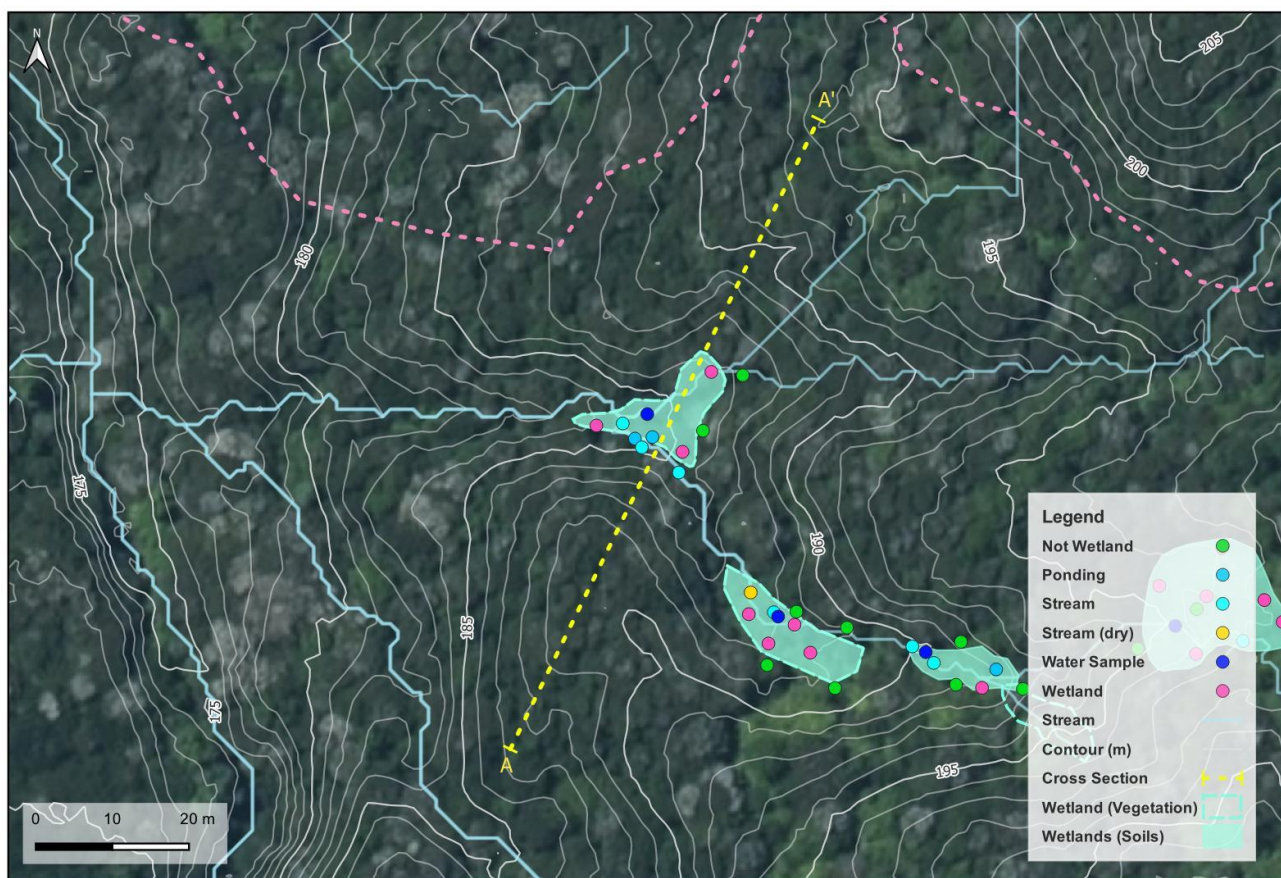 N
205
A'
200
180
195
175
190
185
175
A
195
0 10 20 m
Legend
Not Wetland
Ponding
Stream
Stream (dry)
Water Sample
Wetland
Stream
Contour (m)
Cross Section
Wetland (Vegetation)
Wetlands (Soils)